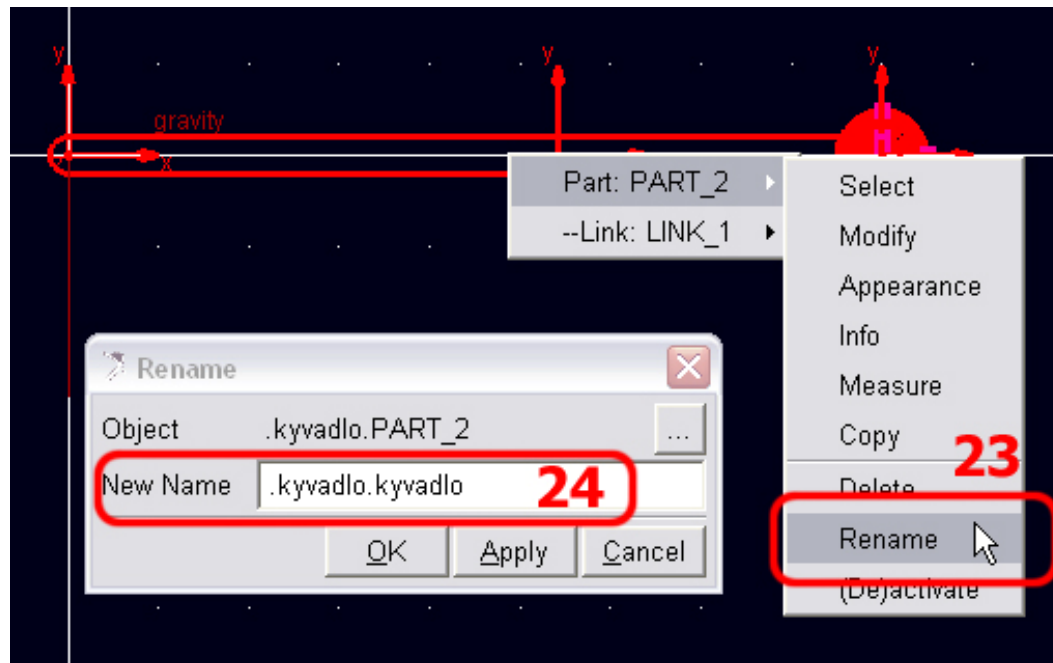 y
y
y
gravity
x
Part: PART_2
--Link: LINK_1
Select
Modify
Appearance
Info
Measure
Copy
23
Delete
Rename
(De)activate
Rename
Object .kyvadlo.PART_2 ...
New Name .kyvadlo.kyvadlo 24
OK Apply Cancel